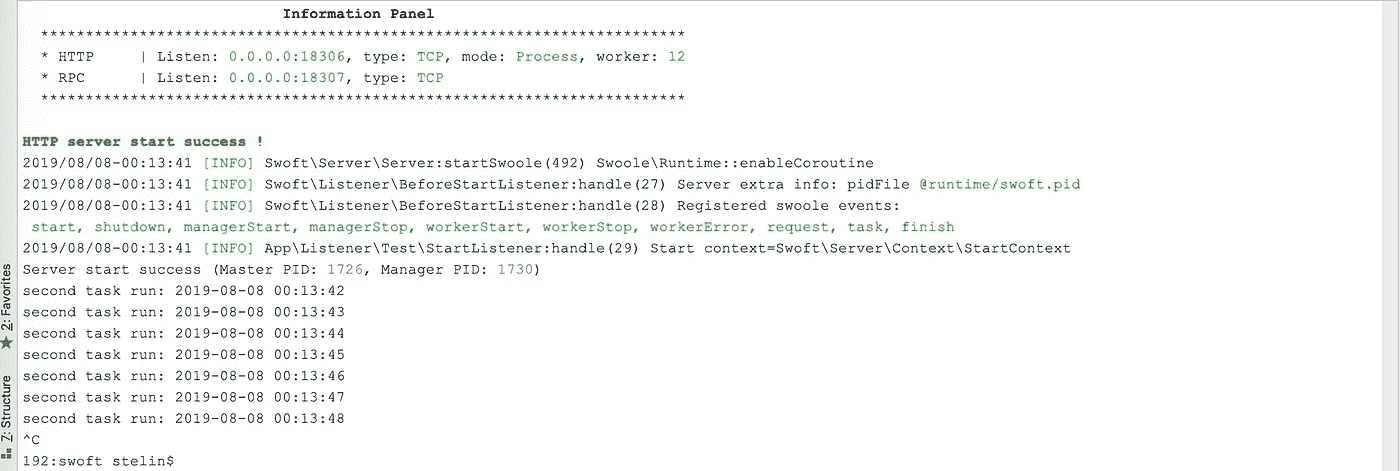 Information Panel
************************************************************************
* HTTP | Listen: 0.0.0.0:18306, type: TCP, mode: Process, worker: 12
* RPC | Listen: 0.0.0.0:18307, type: TCP
************************************************************************
HTTP server start success !
2019/08/08-00:13:41 [INFO] Swoft\Server\Server:startSwoole(492) Swoole\Runtime::enableCoroutine
2019/08/08-00:13:41 [INFO] Swoft\Listener\BeforeStartListener:handle(27) Server extra info: pidFile @runtime/swoft.pid
2019/08/08-00:13:41 [INFO] Swoft\Listener\BeforeStartListener:handle(28) Registered swoole events:
start, shutdown, managerStart, managerStop, workerStart, workerStop, workerError, request, task, finish
2019/08/08-00:13:41 [INFO] App\Listener\Test\StartListener:handle(29) Start context=Swoft\Server\Context\StartContext
Server start success (Master PID: 1726, Manager PID: 1730)
second task run: 2019-08-08 00:13:42
second task run: 2019-08-08 00:13:43
second task run: 2019-08-08 00:13:44
second task run: 2019-08-08 00:13:45
second task run: 2019-08-08 00:13:46
second task run: 2019-08-08 00:13:47
second task run: 2019-08-08 00:13:48
^C
192:swoft stelin$
2: Favorites
7: Structure